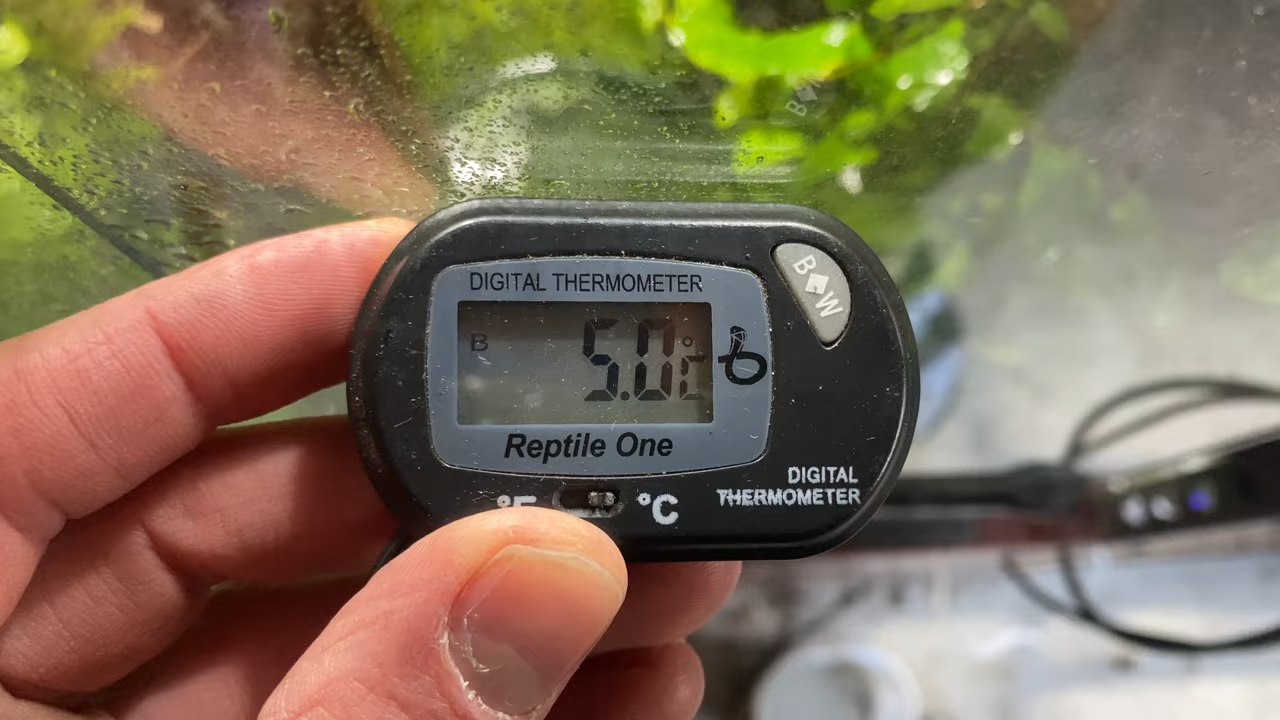 DIGITAL THERMOMETER
B◆W
B
5.0°C
Reptile One
°F
°C
DIGITAL
THERMOMETER